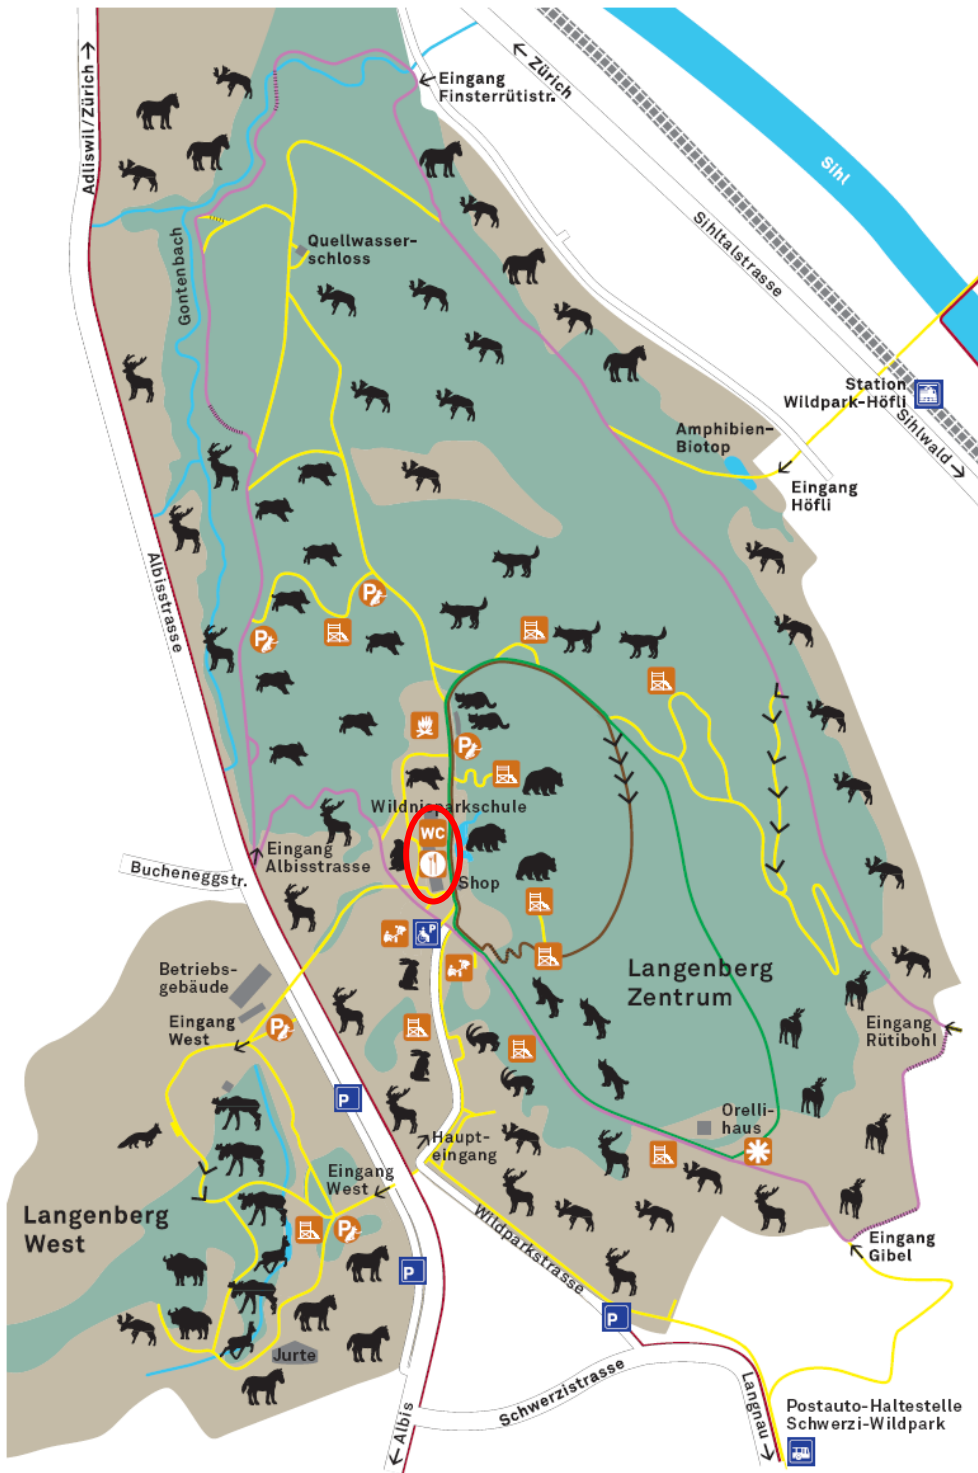 Adliswil/Zürich →
Eingang
Finsterrütistr.
← Zürich
Sihl
Sihltalstrasse
Quellwasser-
schloss
Gontenbach
Station
Wildpark-Höfli
Sihlwald →
Amphibien-
Biotop
Eingang
Höfli
Albisstrasse
P
P
P
Wildnisparkschule
WC
Eingang
Albisstrasse
Bucheneggstr.
Shop
P
Betriebs-
gebäude
Langenberg
Zentrum
Eingang
West
P
Eingang
Rütibohl
P
Orelli-
haus
Haupt-
eingang
Eingang
West
Langenberg
West
P
Wildparkstrasse
Eingang
Gibel
P
P
Jurte
Schwerzistrasse
Langnau →
← Albis
Postauto-Haltestelle
Schwerzi-Wildpark